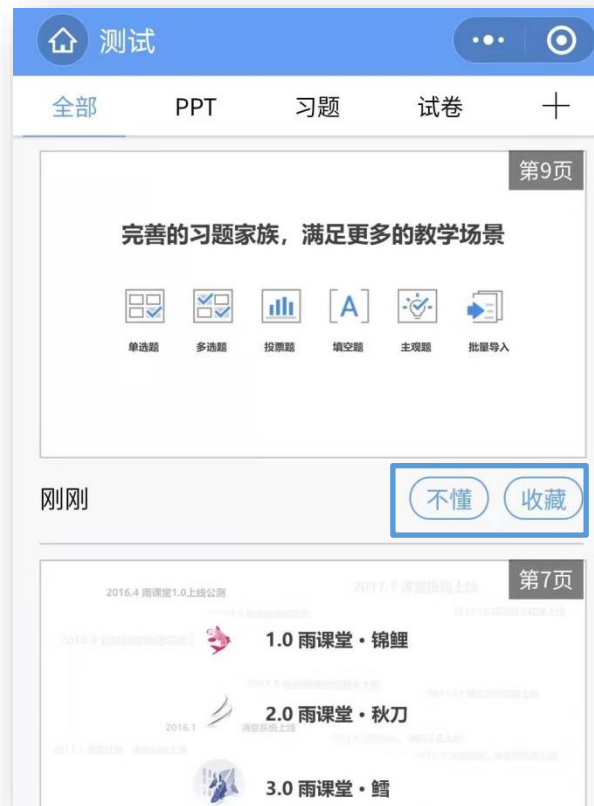 测试
全部 PPT 习题 试卷
第9页
完善的习题家族，满足更多的教学场景
A
单选题 多选题 投票题 填空题 主观题 批量导入
刚刚 不懂 收藏
第7页
2016.4 雨课堂1.0上线公测
1.0 雨课堂・锦鲤
2.0 雨课堂・秋刀
2016.1
3.0 雨课堂・鳕